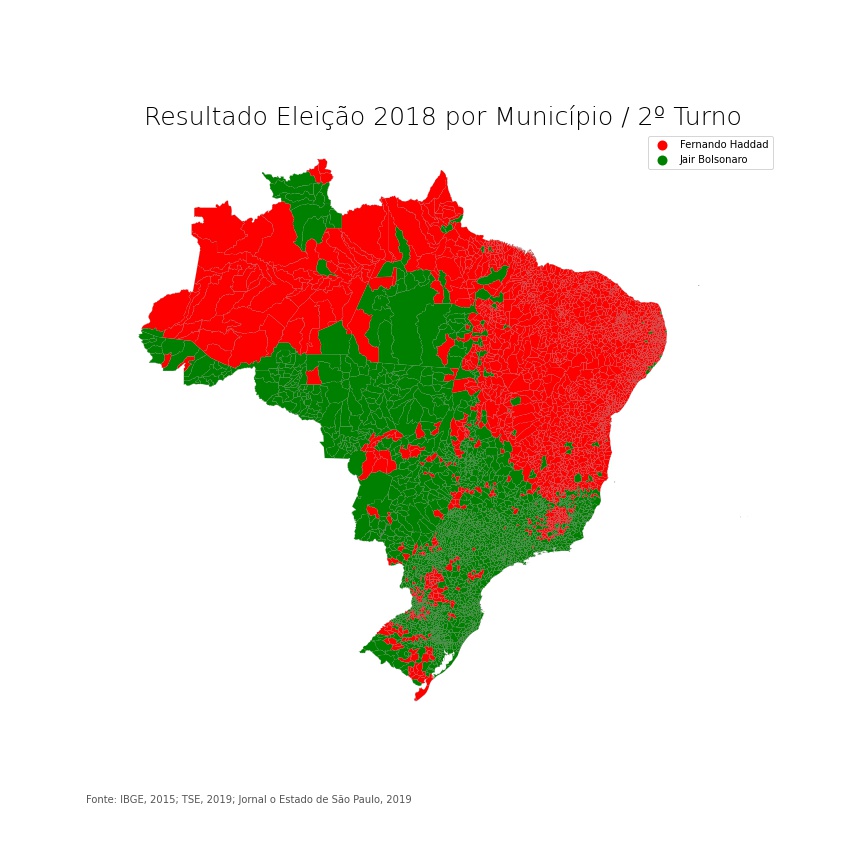 Resultado Eleição 2018 por Município / 2º Turno
Fernando Haddad
Jair Bolsonaro
Fonte: IBGE, 2015; TSE, 2019; Jornal o Estado de São Paulo, 2019